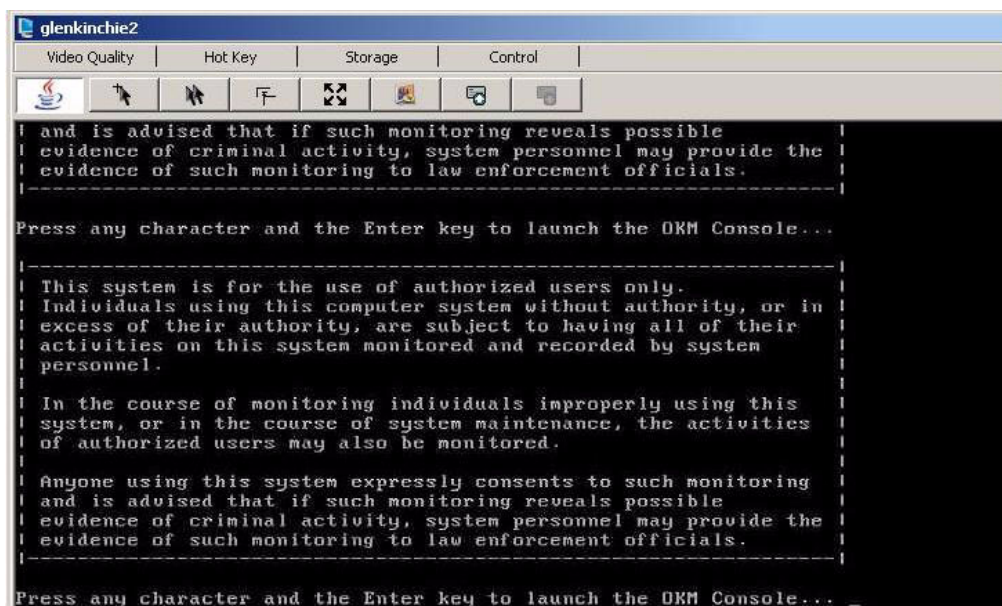 glenkinchie2
Video Quality | Hot Key | Storage | Control |
| and is advised that if such monitoring reveals possible |
| evidence of criminal activity, system personnel may provide the |
| evidence of such monitoring to law enforcement officials. |
|-----------------------------------------------------------------|
Press any character and the Enter key to launch the OKM Console...
|-----------------------------------------------------------------|
| This system is for the use of authorized users only. |
| Individuals using this computer system without authority, or in |
| excess of their authority, are subject to having all of their |
| activities on this system monitored and recorded by system |
| personnel. |
| |
| In the course of monitoring individuals improperly using this |
| system, or in the course of system maintenance, the activities |
| of authorized users may also be monitored. |
| |
| Anyone using this system expressly consents to such monitoring |
| and is advised that if such monitoring reveals possible |
| evidence of criminal activity, system personnel may provide the |
| evidence of such monitoring to law enforcement officials. |
|-----------------------------------------------------------------|
Press any character and the Enter key to launch the OKM Console... _